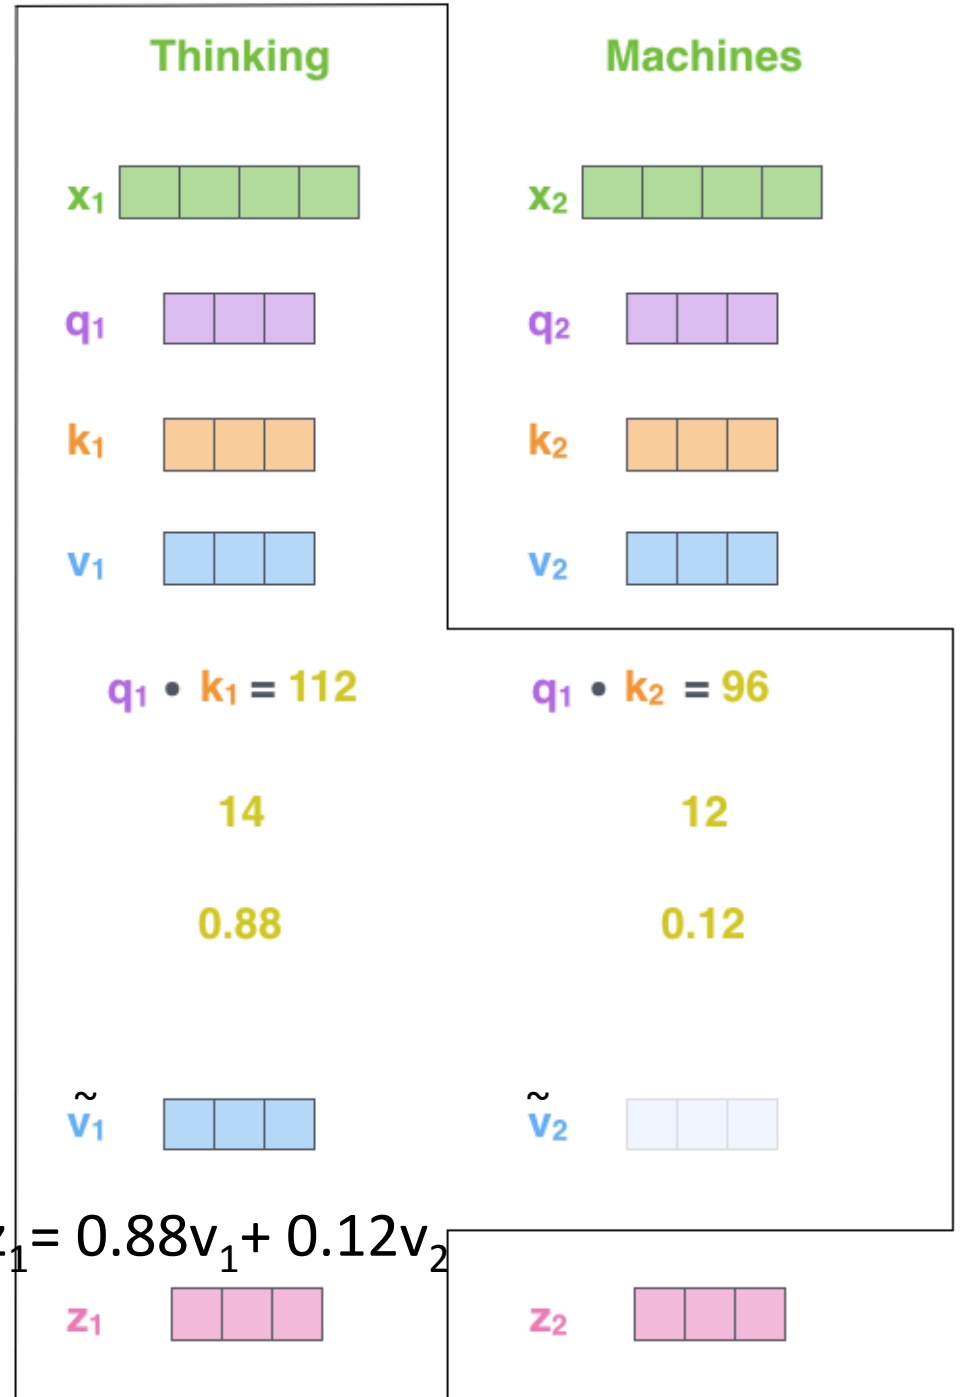 Thinking Machines
x₁ x₂
q₁ q₂
k₁ k₂
v₁ v₂
q₁ • k₁ = 112 q₁ • k₂ = 96
14 12
0.88 0.12
ṽ₁ ṽ₂
z₁= 0.88v₁+ 0.12v₂
z₁ z₂